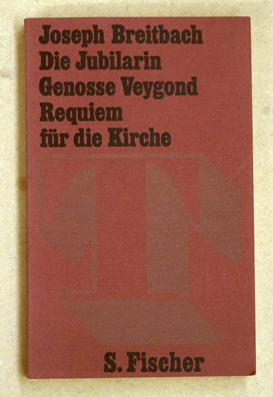 Joseph Breitbach
Die Jubilarin
Genosse Veygond
Requiem
für die Kirche
T
S. Fischer